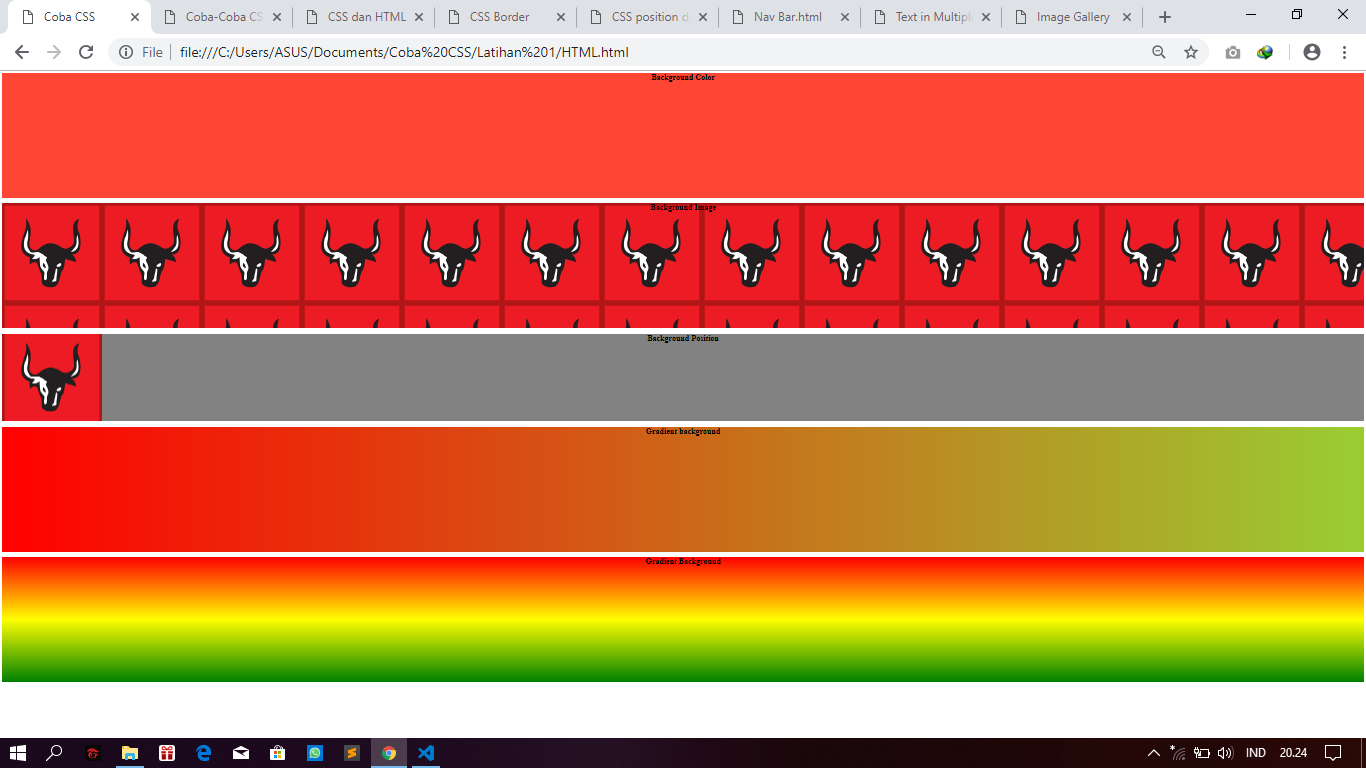 Coba CSS
Coba-Coba CS
CSS dan HTML
CSS Border
CSS position d
Nav Bar.html
Text in Multipl
Image Gallery
File
file:///C:/Users/ASUS/Documents/Coba%20CSS/Latihan%201/HTML.html
Background Color
Background Image
Background Position
Gradient background
Gradient Background
IND
20.24